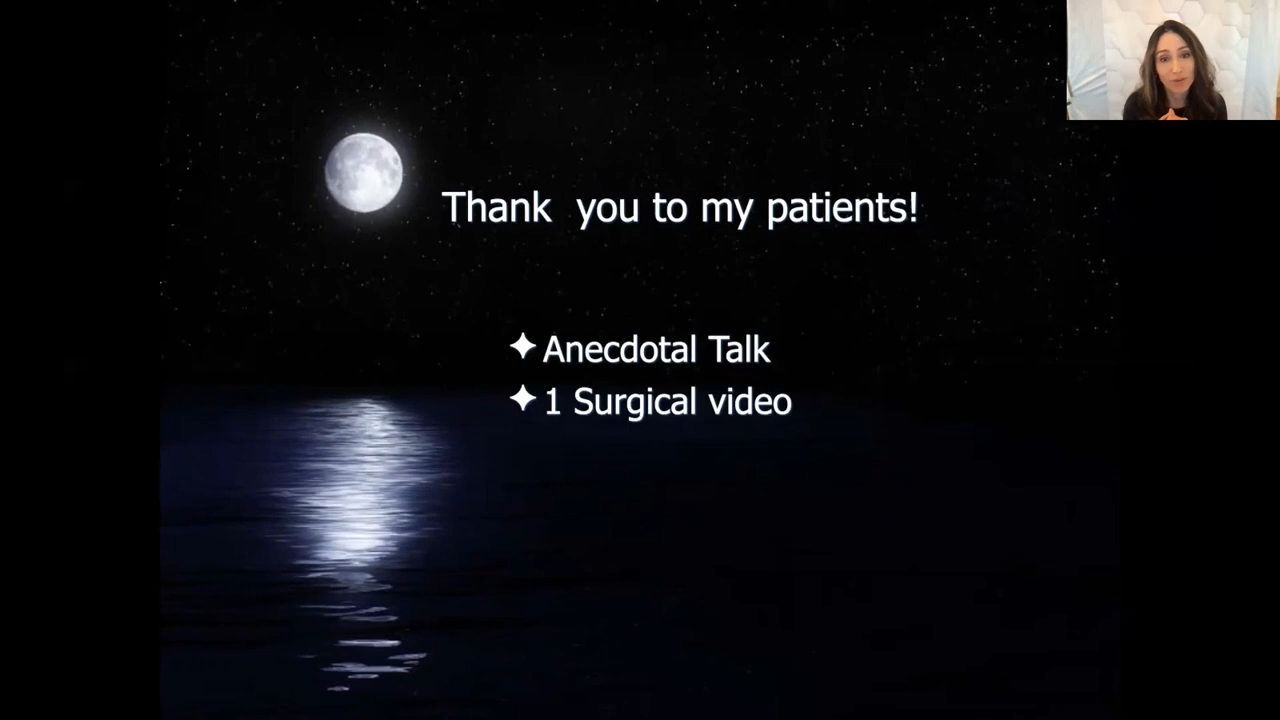 Thank  you to my patients!
✦ Anecdotal Talk
✦ 1 Surgical video